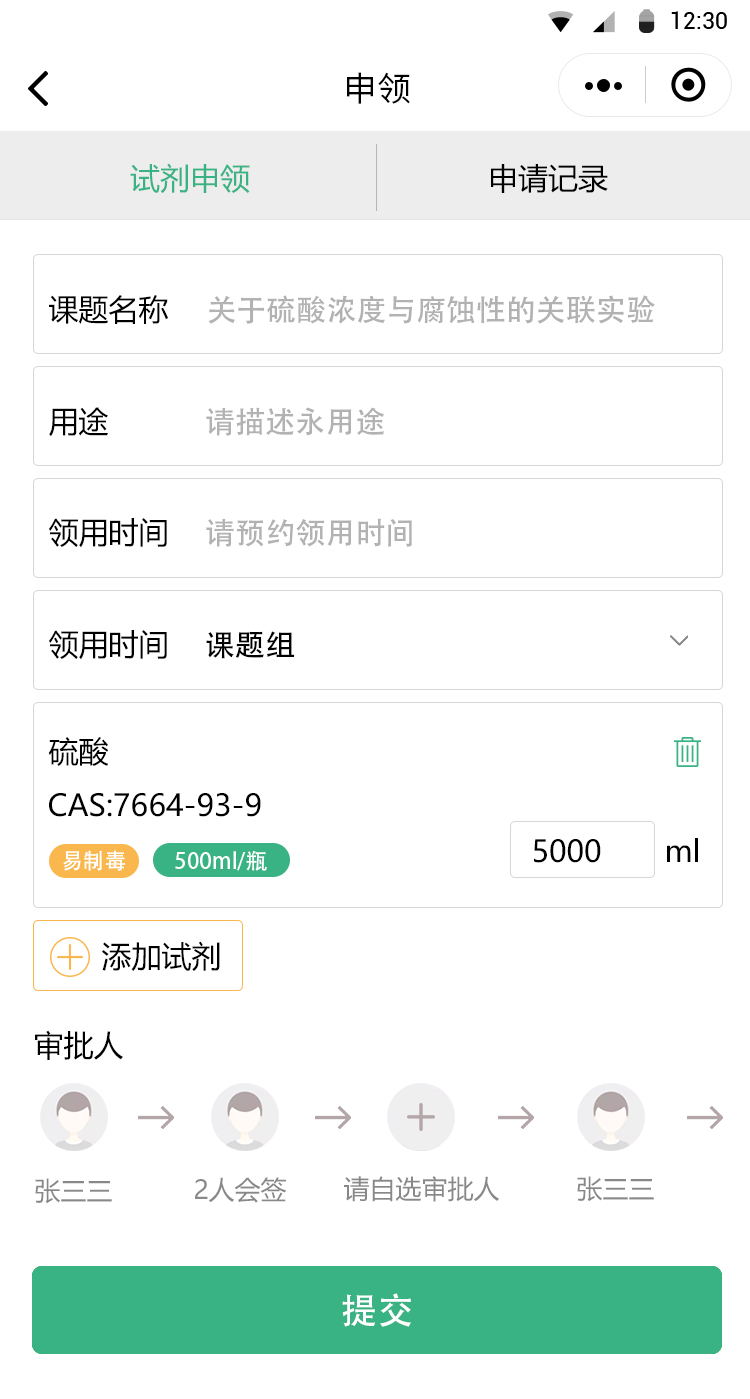 12:30
申领
试剂申领
申请记录
课题名称 关于硫酸浓度与腐蚀性的关联实验
用途 请描述永用途
领用时间 请预约领用时间
领用时间 课题组
硫酸
CAS:7664-93-9
易制毒 500ml/瓶 5000 ml
添加试剂
审批人
张三三 2人会签 请自选审批人 张三三
提交